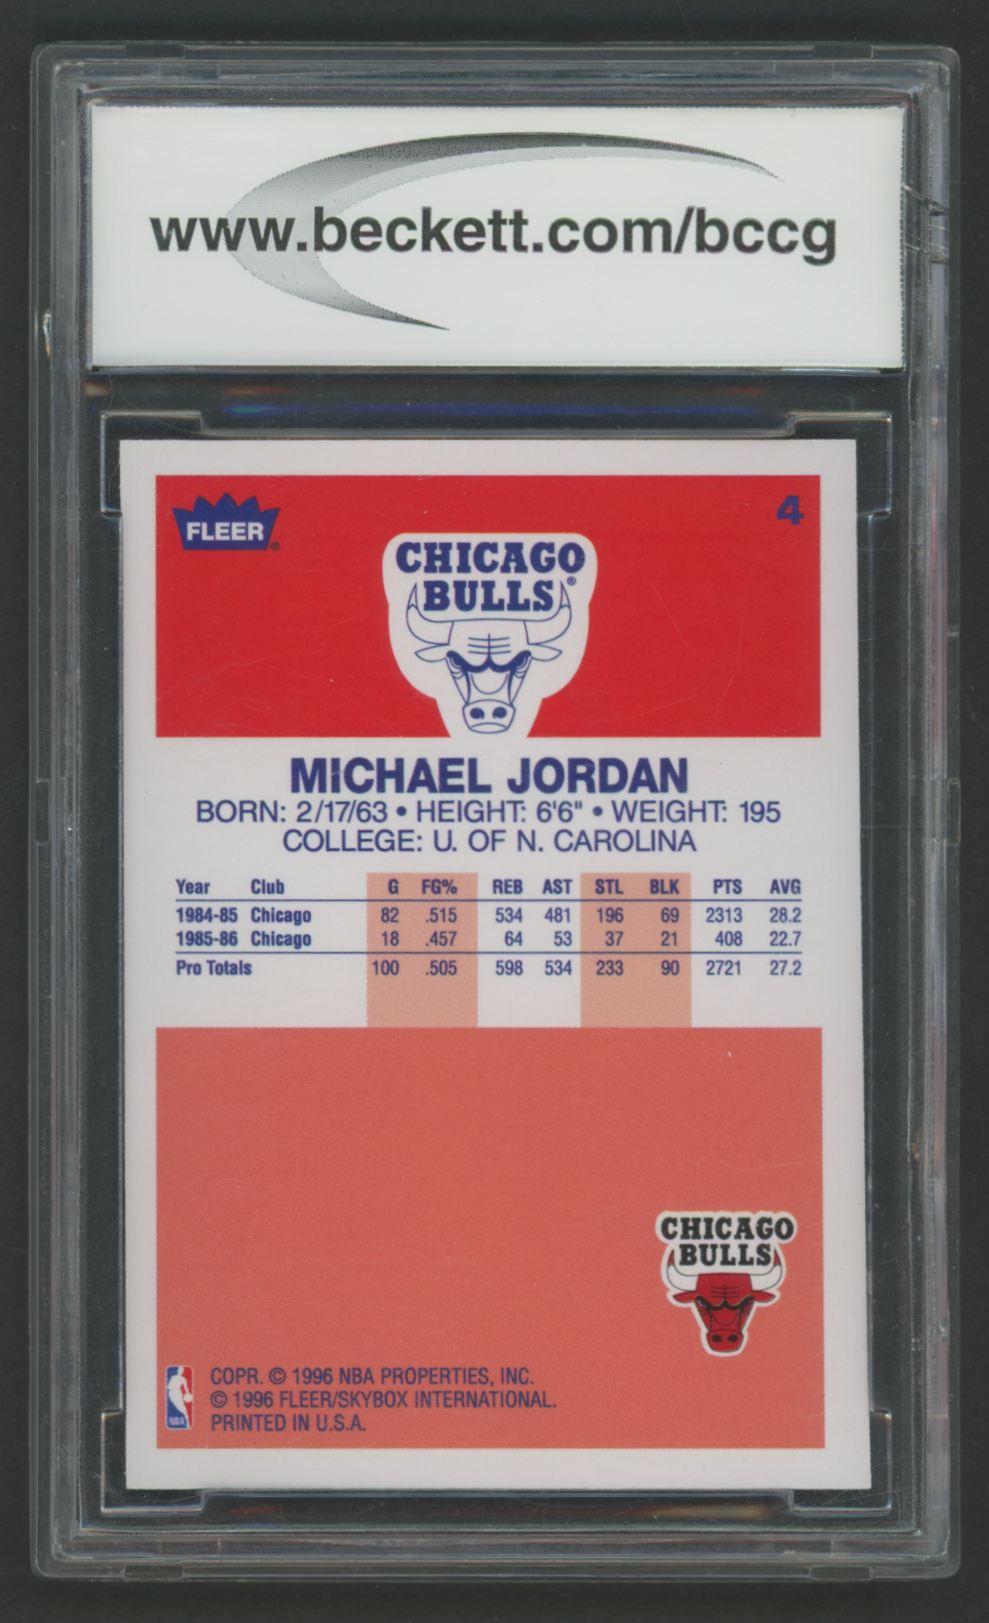 www.beckett.com/bccg
FLEER®
4
CHICAGO
BULLS®
MICHAEL JORDAN
BORN: 2/17/63 • HEIGHT: 6'6" • WEIGHT: 195
COLLEGE: U. OF N. CAROLINA
Year Club G FG% REB AST STL BLK PTS AVG
1984-85 Chicago 82 .515 534 481 196 69 2313 28.2
1985-86 Chicago 18 .457 64 53 37 21 408 22.7
Pro Totals 100 .505 598 534 233 90 2721 27.2
CHICAGO
BULLS
NBA
COPR. © 1996 NBA PROPERTIES, INC.
© 1996 FLEER/SKYBOX INTERNATIONAL.
PRINTED IN U.S.A.